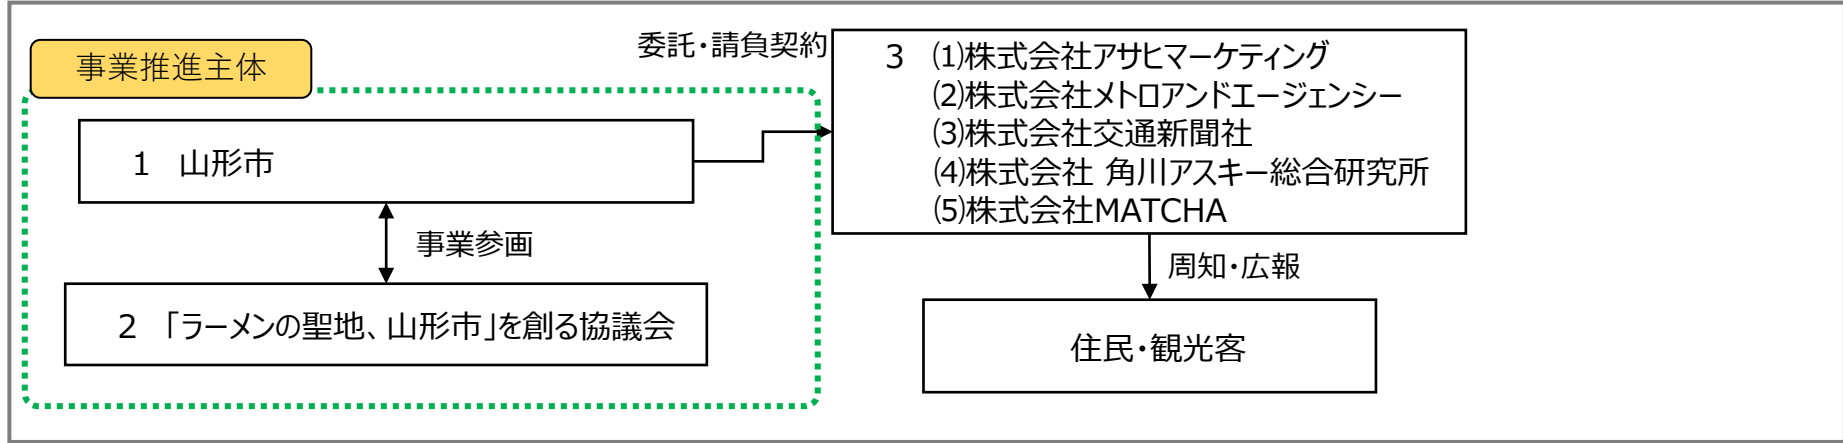 事業推進主体
委託・請負契約
1 山形市
事業参画
2 「ラーメンの聖地、山形市」を創る協議会
3 ⑴株式会社アサヒマーケティング
⑵株式会社メトロアンドエージェンシー
⑶株式会社交通新聞社
⑷株式会社 角川アスキー総合研究所
⑸株式会社MATCHA
周知・広報
住民・観光客